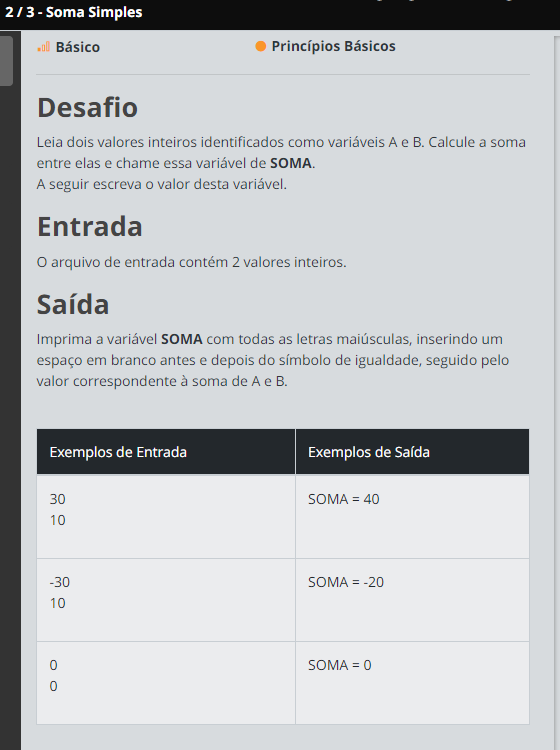 2 / 3 - Soma Simples
Básico
Princípios Básicos
Desafio
Leia dois valores inteiros identificados como variáveis A e B. Calcule a soma
entre elas e chame essa variável de SOMA.
A seguir escreva o valor desta variável.
Entrada
O arquivo de entrada contém 2 valores inteiros.
Saída
Imprima a variável SOMA com todas as letras maiúsculas, inserindo um
espaço em branco antes e depois do símbolo de igualdade, seguido pelo
valor correspondente à soma de A e B.
Exemplos de Entrada
Exemplos de Saída
30
10
SOMA = 40
-30
10
SOMA = -20
0
0
SOMA = 0